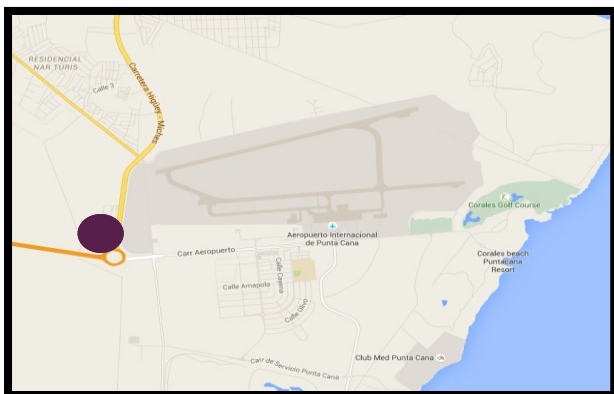 RESIDENCIAL
NAR TURIS
Calle 3
Carretera Higüey - Miches
Corales Golf Course
Aeropuerto Internacional
de Punta Cana
Carr Aeropuerto
Corales beach
Puntacana
Resort
Calle Cayena
Calle Amapola
Calle Olivo
Club Med Punta Cana
Carr de Servicio Punta Cana